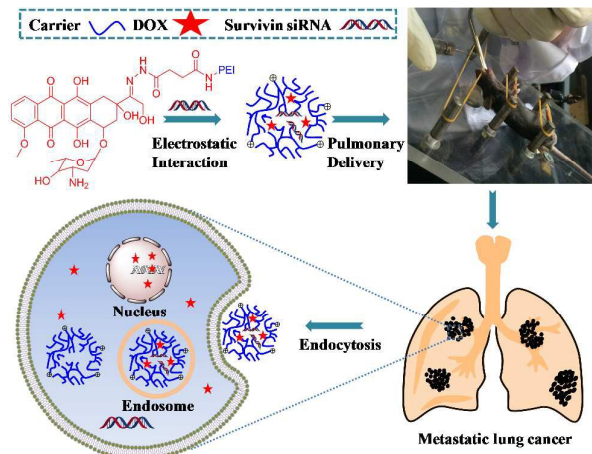 Carrier DOX Survivin siRNA
O OH
HN
N
O
O
H
N
PEI
OH
OH
O O OH O
HO
NH2
Electrostatic
Interaction
Pulmonary
Delivery
Nucleus
Endosome
Endocytosis
Metastatic lung cancer